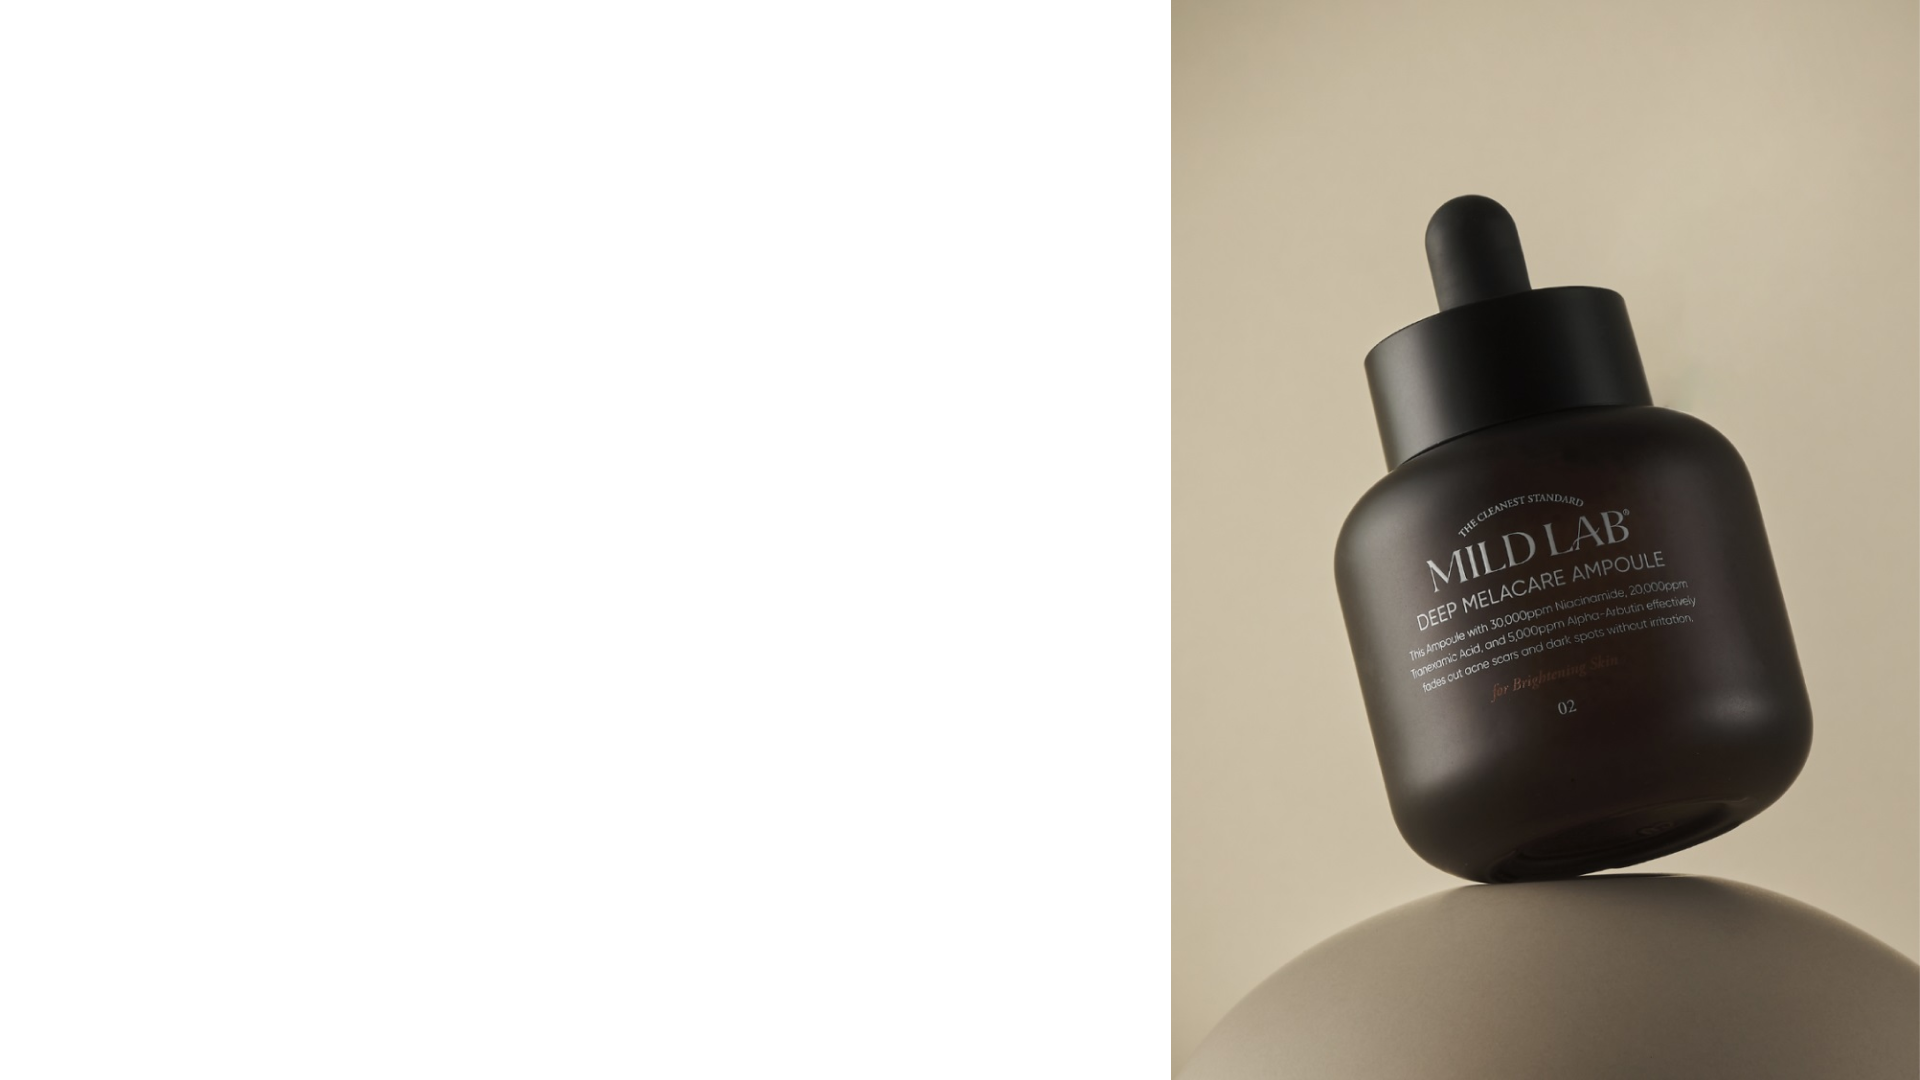 THE CLEANEST STANDARD
MILD LAB®
DEEP MELACARE AMPOULE
This Ampoule with 30,000ppm Niacinamide, 20,000ppm
Tranexamic Acid, and 5,000ppm Alpha-Arbutin effectively
fades out acne scars and dark spots without irritation.
for Brightening Skin
02